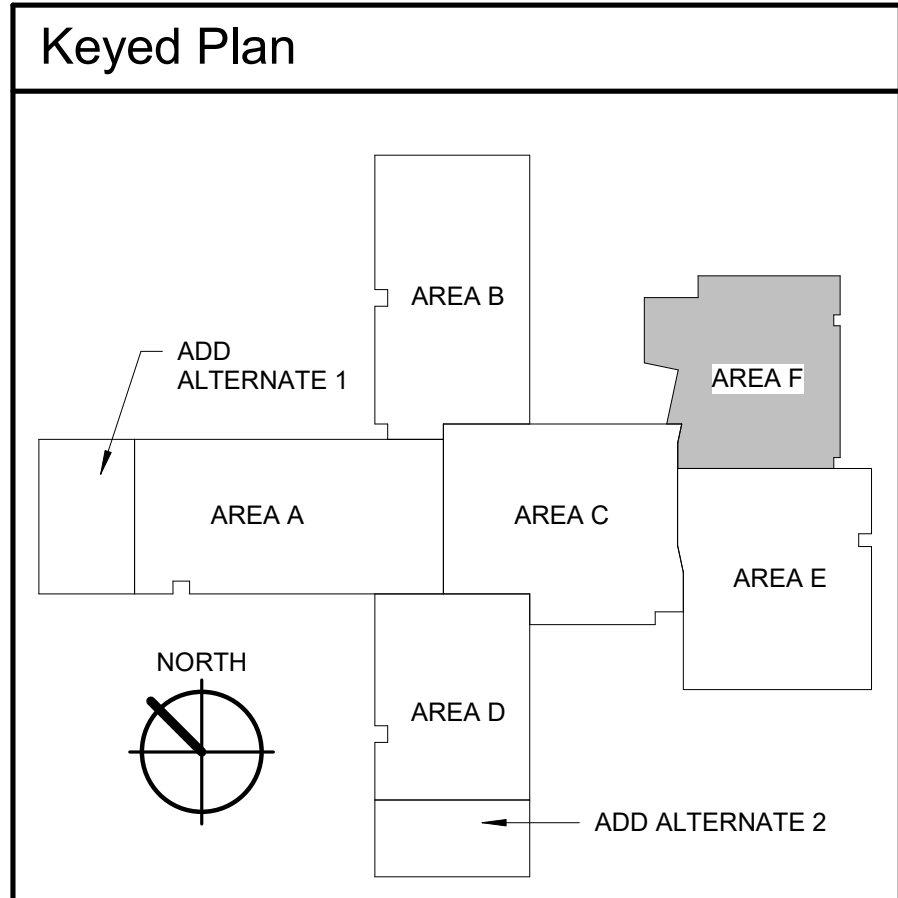 Keyed Plan
AREA B
ADD
ALTERNATE 1
AREA F
AREA A
AREA C
AREA E
NORTH
AREA D
ADD ALTERNATE 2